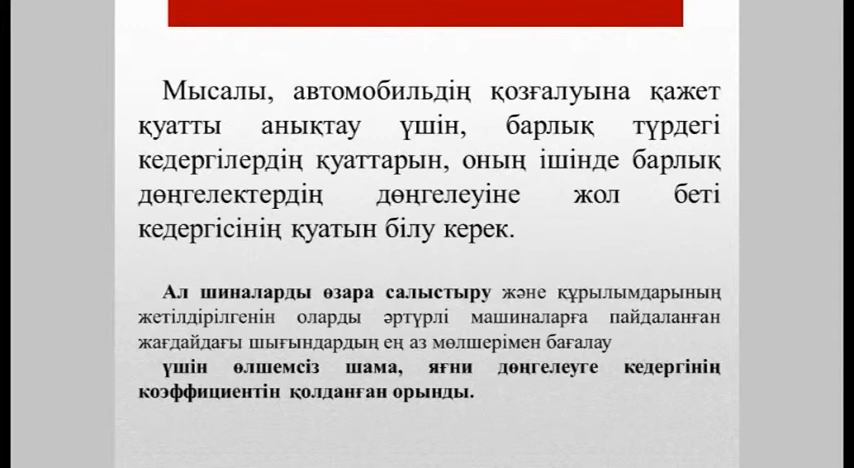 Мысалы, автомобильдің қозғалуына қажет
қуатты анықтау үшін, барлық түрдегі
кедергілердің қуаттарын, оның ішінде барлық
дөңгелектердің дөңгелеуіне жол беті
кедергісінің қуатын білу керек.
Ал шиналарды өзара салыстыру және құрылымдарының
жетілдірілгенін оларды әртүрлі машиналарға пайдаланған
жағдайдағы шығындардың ең аз мөлшерімен бағалау
үшін өлшемсіз шама, яғни дөңгелеуге кедергінің
коэффициентін қолданған орынды.